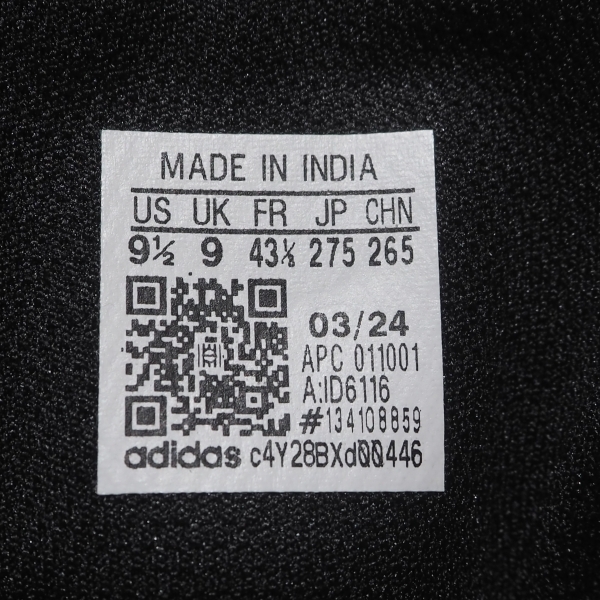 MADE IN INDIA
US UK FR JP CHN
9½ 9 43⅓ 275 265
03/24
APC 011001
A:ID6116
#134108859
adidas c4Y28BXdQQ446